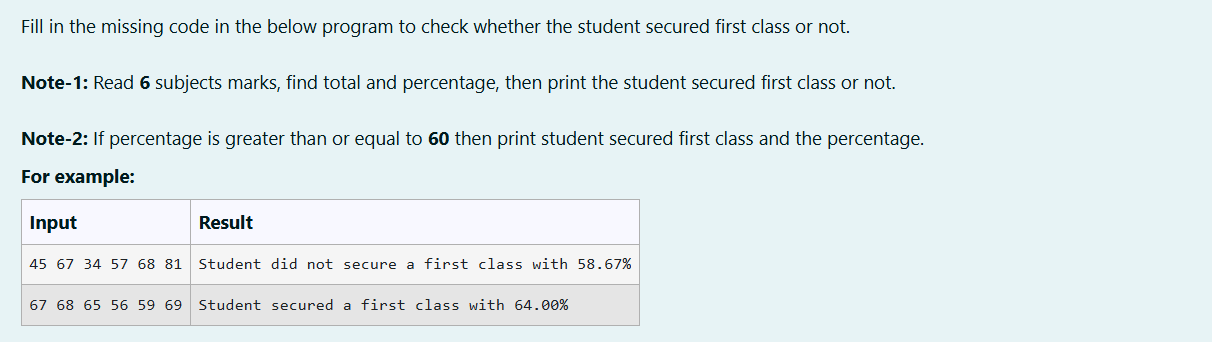 Fill in the missing code in the below program to check whether the student secured first class or not.
Note-1: Read 6 subjects marks, find total and percentage, then print the student secured first class or not.
Note-2: If percentage is greater than or equal to 60 then print student secured first class and the percentage.
For example:
Input Result
45 67 34 57 68 81 Student did not secure a first class with 58.67%
67 68 65 56 59 69 Student secured a first class with 64.00%